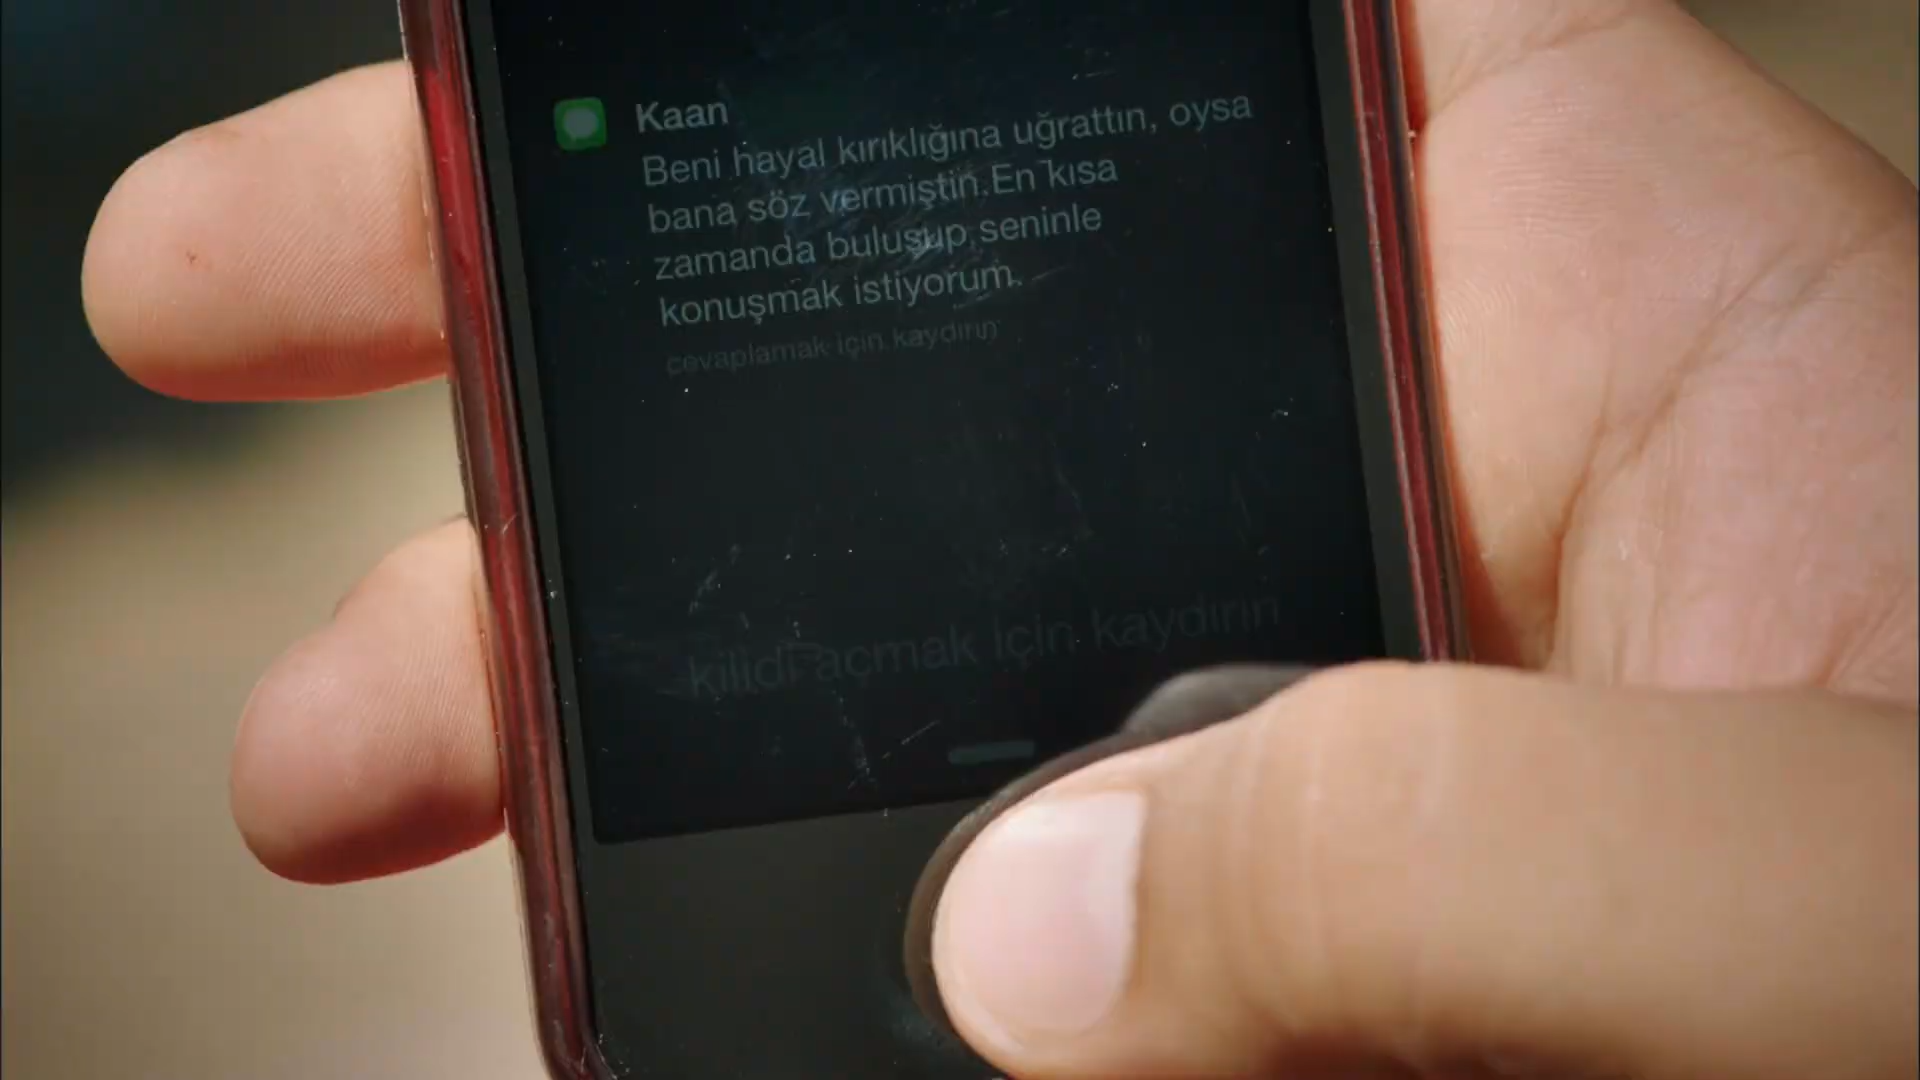 Kaan
Beni hayal kırıklığına uğrattın, oysa
bana söz vermiştin.En kısa
zamanda buluşup,seninle
konuşmak istiyorum.
cevaplamak için kaydırın
kilidi açmak için kaydırın